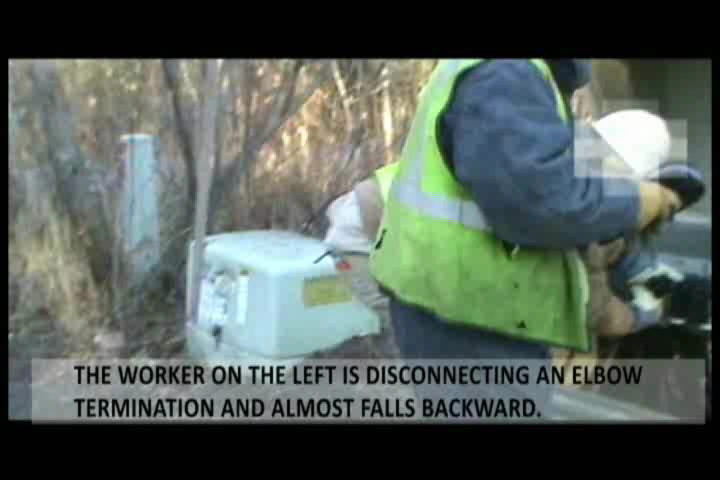 THE WORKER ON THE LEFT IS DISCONNECTING AN ELBOW
TERMINATION AND ALMOST FALLS BACKWARD.